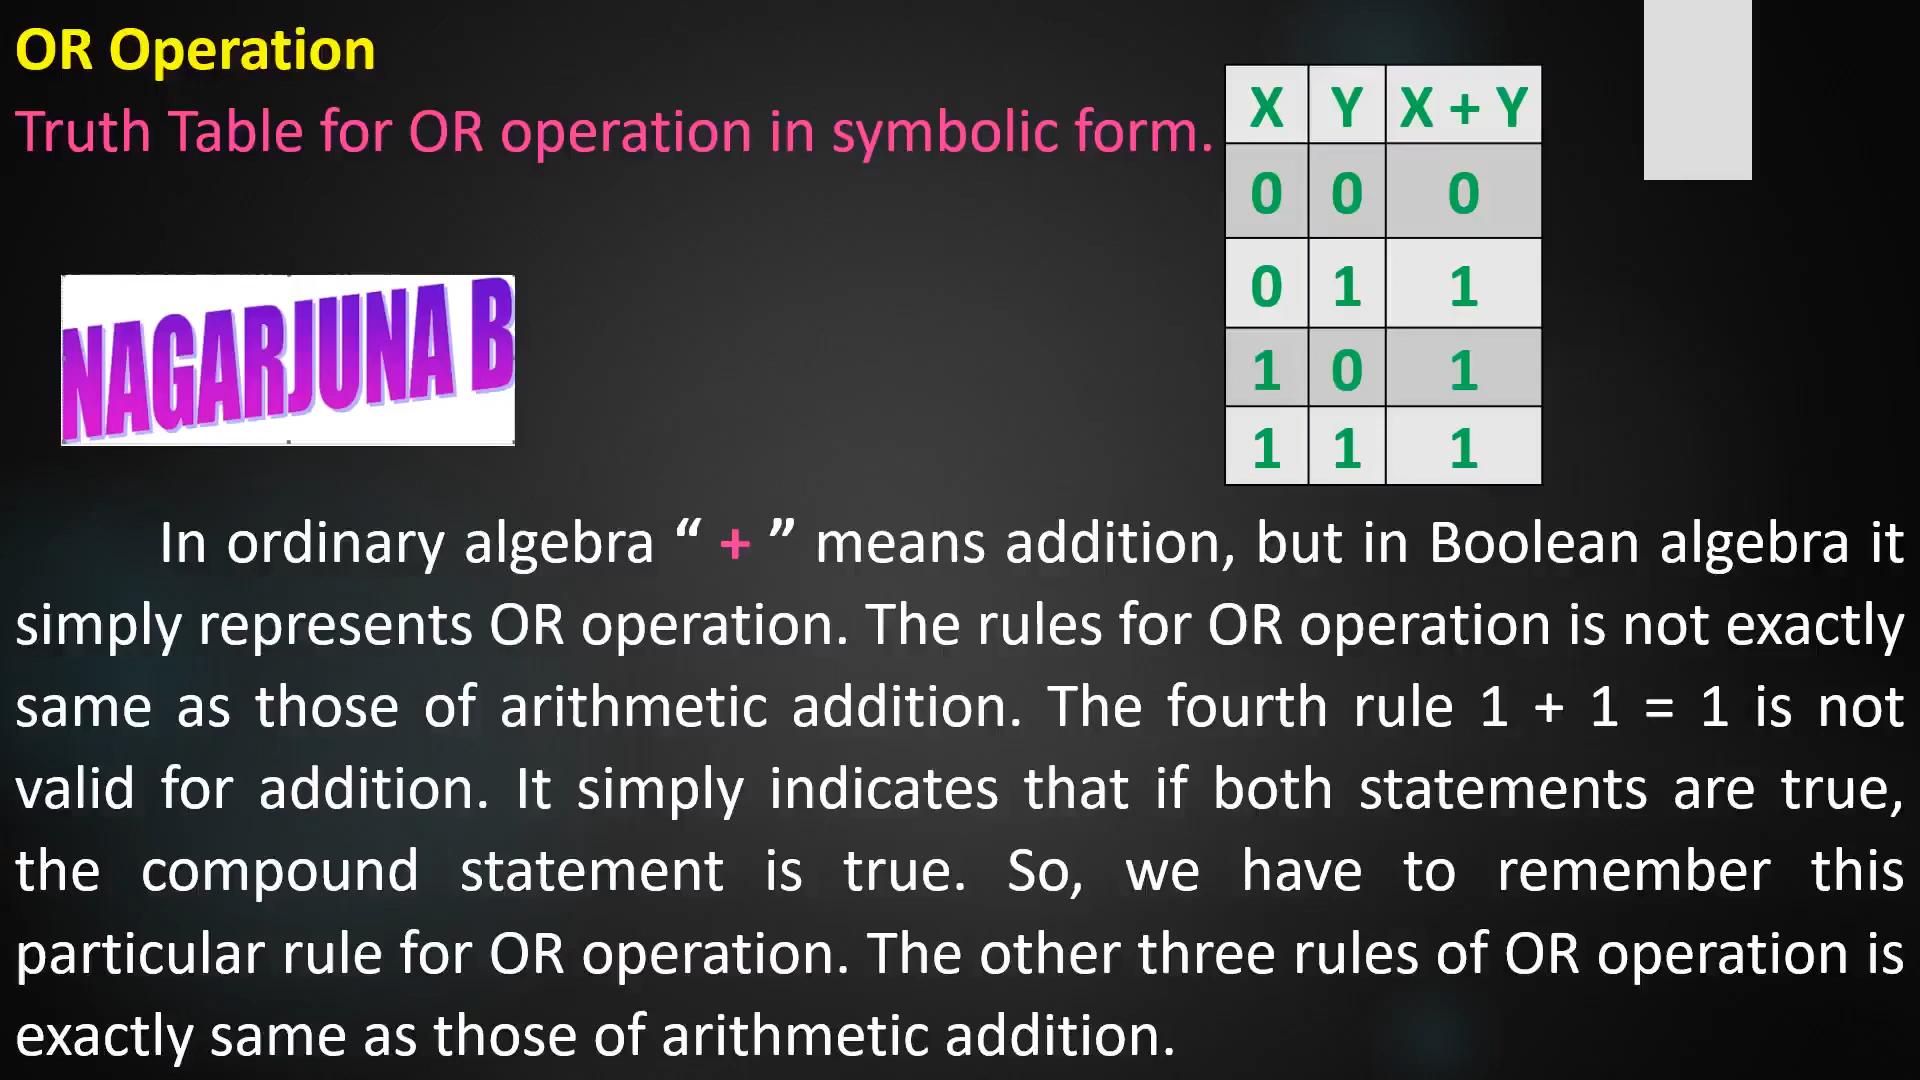 OR Operation
Truth Table for OR operation in symbolic form.
X Y X + Y
0 0 0
0 1 1
1 0 1
1 1 1
NAGARJUNA B
In ordinary algebra “ + ” means addition, but in Boolean algebra it
simply represents OR operation. The rules for OR operation is not exactly
same as those of arithmetic addition. The fourth rule 1 + 1 = 1 is not
valid for addition. It simply indicates that if both statements are true,
the compound statement is true. So, we have to remember this
particular rule for OR operation. The other three rules of OR operation is
exactly same as those of arithmetic addition.